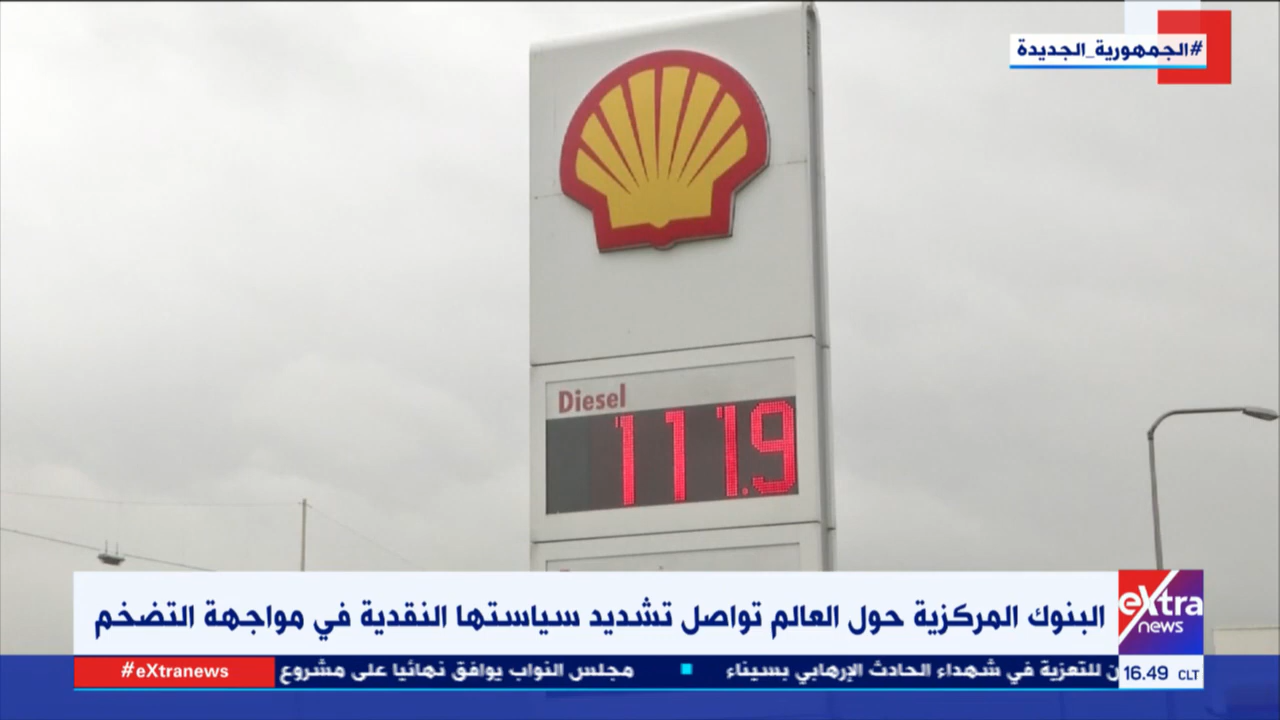 #الجمهورية_الجديدة
Diesel
111.9
البنوك المركزية حول العالم تواصل تشديد سياستها النقدية في مواجهة التضخم
eXtra news
#eXtranews
للتعزية في شهداء الحادث الإرهابي بسيناء
مجلس النواب يوافق نهائيا على مشروع
16.49 CLT